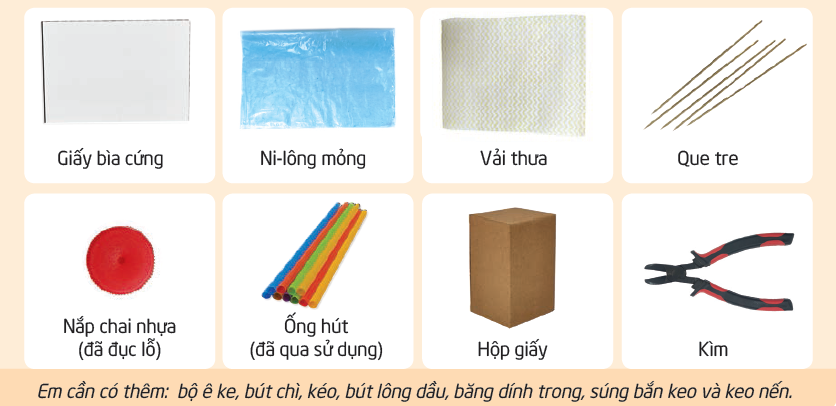 Giấy bìa cứng
Ni-lông mỏng
Vải thưa
Que tre
Nắp chai nhựa
(đã đục lỗ)
Ống hút
(đã qua sử dụng)
Hộp giấy
Kìm
Em cần có thêm: bộ ê ke, bút chì, kéo, bút lông dầu, băng dính trong, súng bắn keo và keo nến.